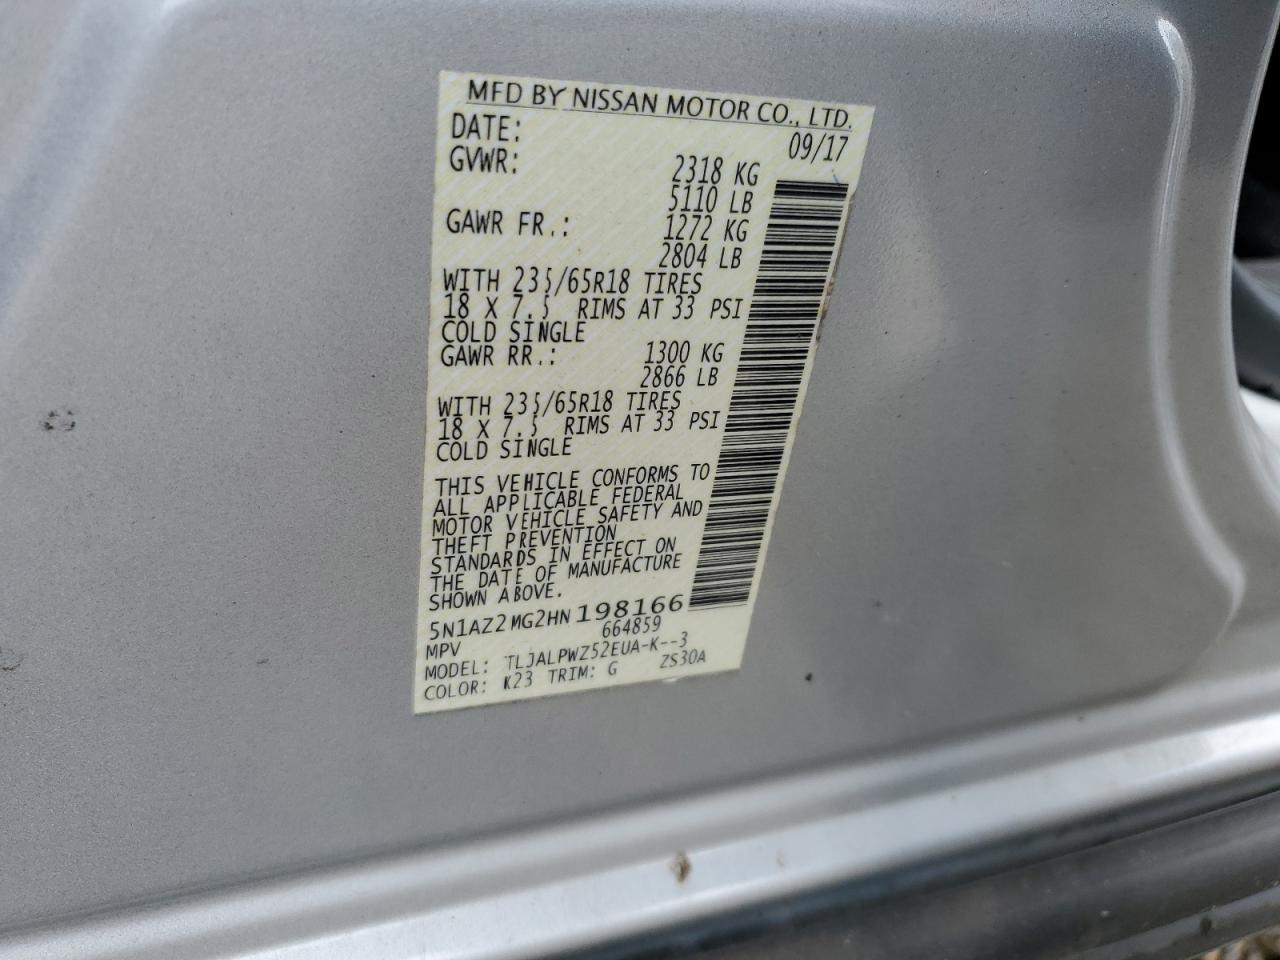 MFD BY NISSAN MOTOR CO., LTD.
DATE: 09/17
GVWR: 2318 KG
5110 LB
GAWR FR.: 1272 KG
2804 LB
WITH 235/65R18 TIRES
18 X 7.5 RIMS AT 33 PSI
COLD SINGLE
GAWR RR.: 1300 KG
2866 LB
WITH 235/65R18 TIRES
18 X 7.5 RIMS AT 33 PSI
COLD SINGLE
THIS VEHICLE CONFORMS TO
ALL APPLICABLE FEDERAL
MOTOR VEHICLE SAFETY AND
THEFT PREVENTION
STANDARDS IN EFFECT ON
THE DATE OF MANUFACTURE
SHOWN ABOVE.
5N1AZ2MG2HN198166
MPV 664859
MODEL: TLJALPWZ52EUA-K--3
COLOR: K23 TRIM: G ZS30A